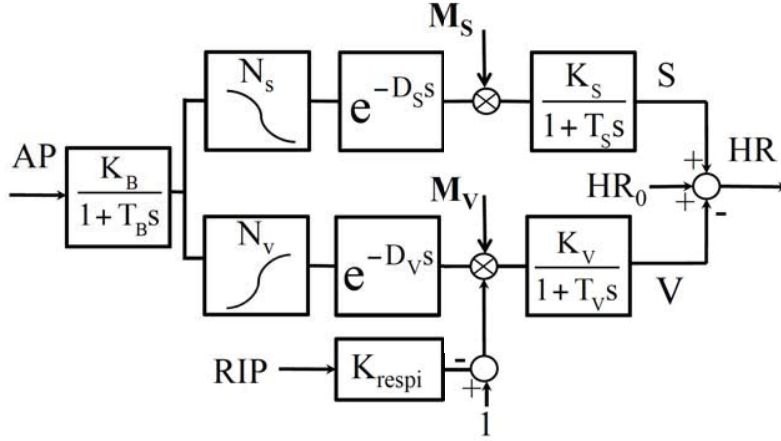 M_S
N_s
e^{-D_S s}
K_S
1 + T_S s
S
AP
K_B
1 + T_B s
HR
HR_0
+
+
-
M_V
N_v
e^{-D_V s}
K_V
1 + T_V s
V
RIP
K_respi
-
+
1